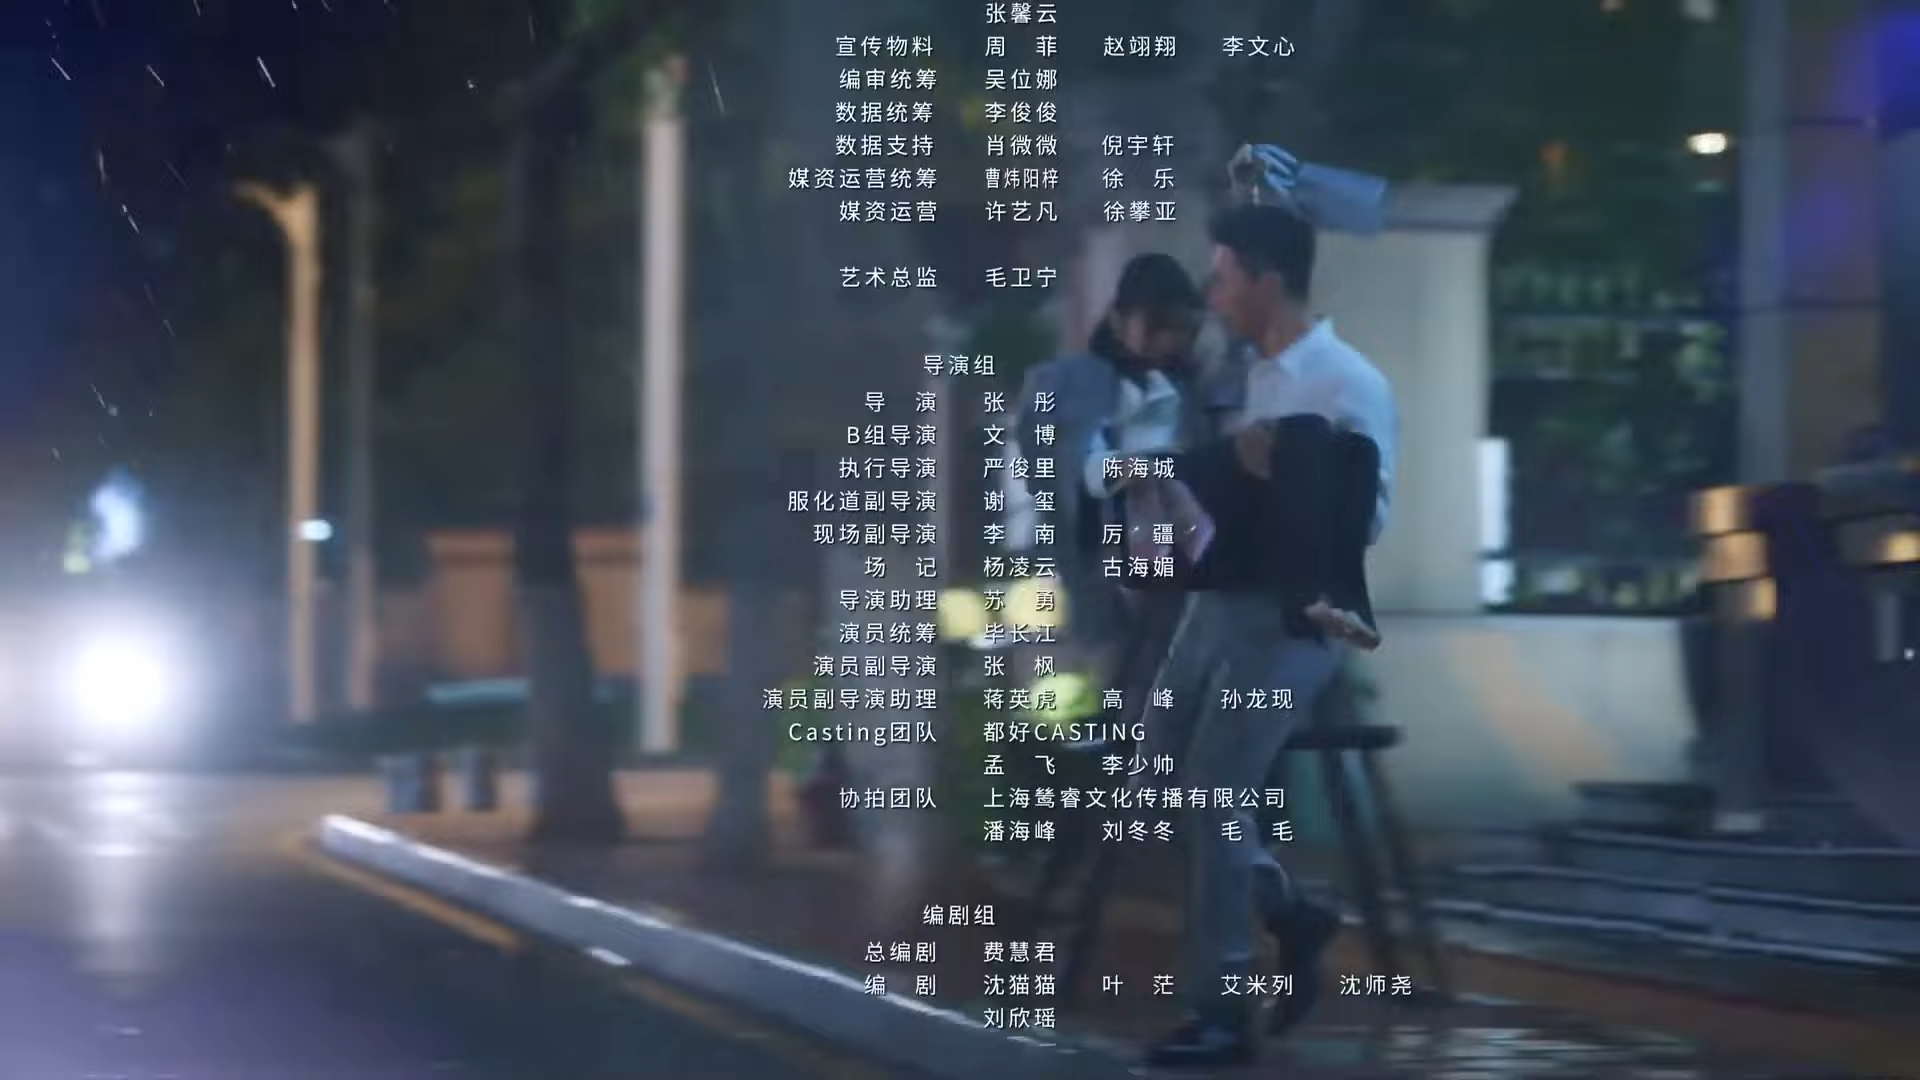 张馨云
宣传物料 周 菲 赵翊翔 李文心
编审统筹 吴位娜
数据统筹 李俊俊
数据支持 肖微微 倪宇轩
媒资运营统筹 曹炜阳梓 徐 乐
媒资运营 许艺凡 徐攀亚
艺术总监 毛卫宁
导演组
导 演 张 彤
B组导演 文 博
执行导演 严俊里 陈海城
服化道副导演 谢 玺
现场副导演 李 南 厉 疆
场 记 杨凌云 古海媚
导演助理 苏 勇
演员统筹 毕长江
演员副导演 张 枫
演员副导演助理 蒋英虎 高 峰 孙龙现
Casting团队 都好CASTING
孟 飞 李少帅
协拍团队 上海鸶睿文化传播有限公司
潘海峰 刘冬冬 毛 毛
编剧组
总编剧 费慧君
编 剧 沈猫猫 叶 茫 艾米列 沈师尧
刘欣瑶